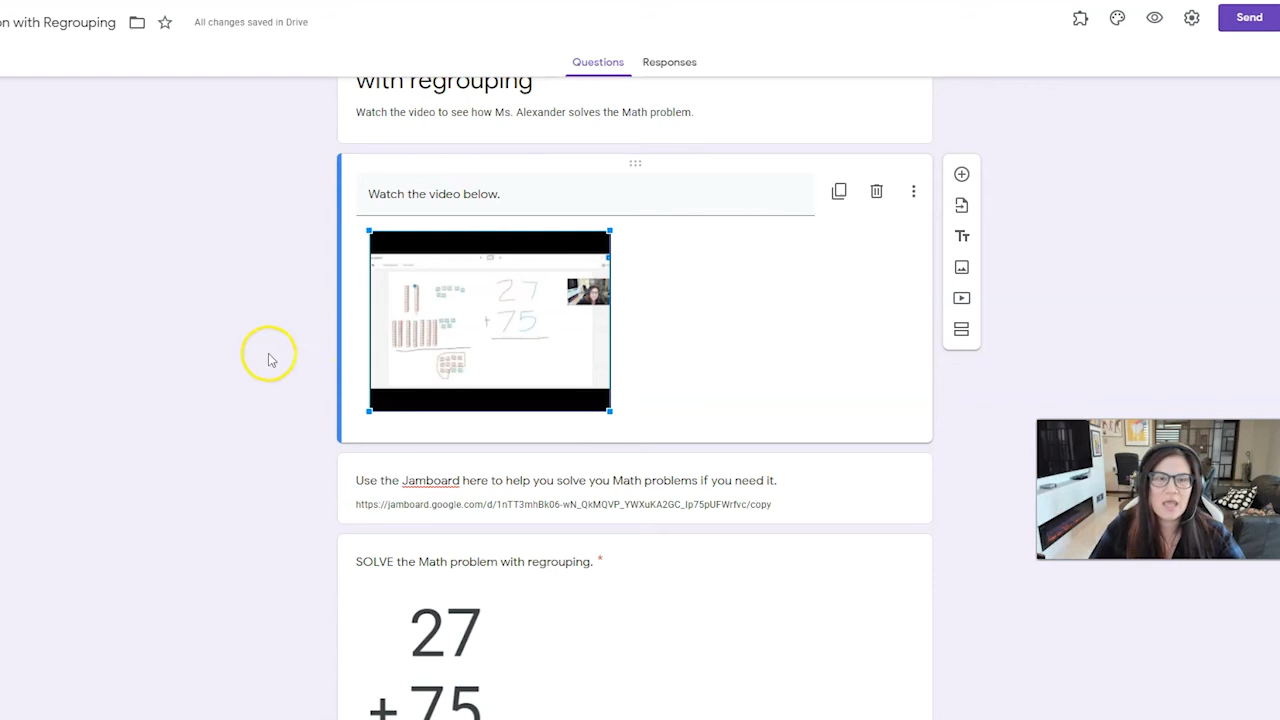 on with Regrouping
All changes saved in Drive
Send
Questions Responses
with regrouping
Watch the video to see how Ms. Alexander solves the Math problem.
Watch the video below.
27
+ 75
Use the Jamboard here to help you solve you Math problems if you need it.
https://jamboard.google.com/d/1nTT3mhBk06-wN_QkMQVP_YWXuKA2GC_lp75pUFWrfvc/copy
SOLVE the Math problem with regrouping. *
27
+ 75